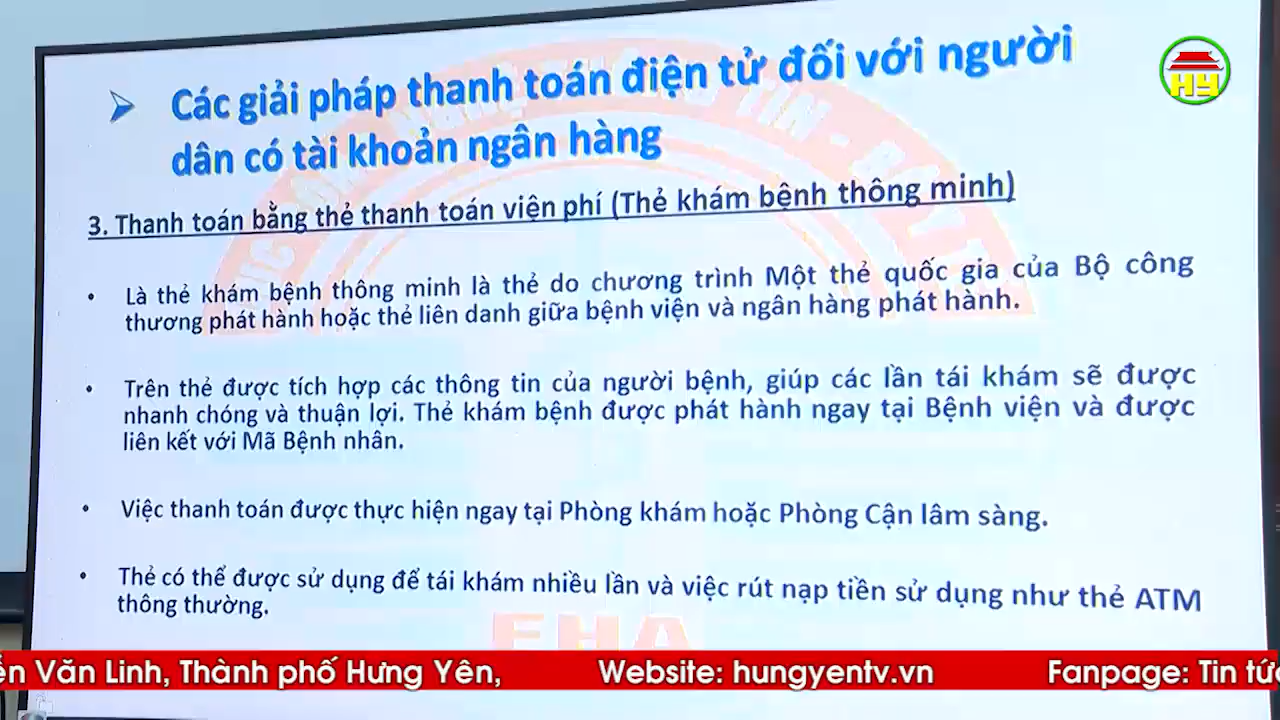 Các giải pháp thanh toán điện tử đối với người
dân có tài khoản ngân hàng
3. Thanh toán bằng thẻ thanh toán viện phí (Thẻ khám bệnh thông minh)
• Là thẻ khám bệnh thông minh là thẻ do chương trình Một thẻ quốc gia của Bộ công
thương phát hành hoặc thẻ liên danh giữa bệnh viện và ngân hàng phát hành.
• Trên thẻ được tích hợp các thông tin của người bệnh, giúp các lần tái khám sẽ được
nhanh chóng và thuận lợi. Thẻ khám bệnh được phát hành ngay tại Bệnh viện và được
liên kết với Mã Bệnh nhân.
• Việc thanh toán được thực hiện ngay tại Phòng khám hoặc Phòng Cận lâm sàng.
• Thẻ có thể được sử dụng để tái khám nhiều lần và việc rút nạp tiền sử dụng như thẻ ATM
thông thường.
EHA
HY
Văn Linh, Thành phố Hưng Yên, Website: hungyentv.vn Fanpage: Tin tức